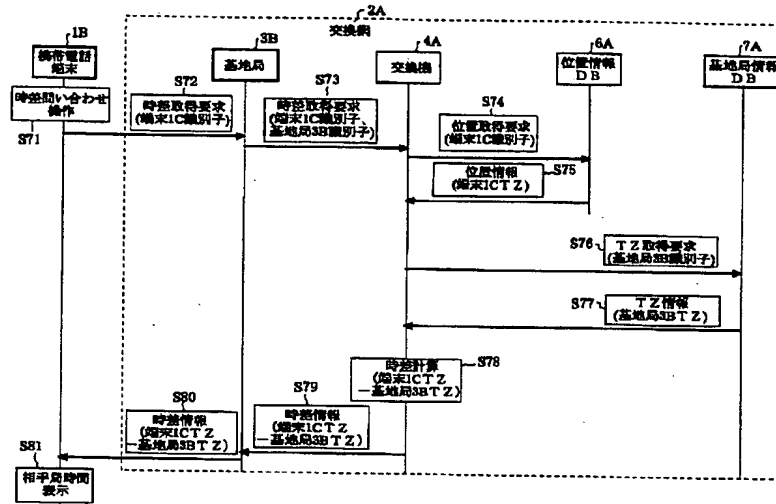 2A
交換網
1B
携帯電話
端末
3B
基地局
4A
交換機
6A
位置情報
DB
7A
基地局情報
DB
時差問い合わせ
操作
S71
S72
時差取得要求
(端末1C識別子)
S73
時差取得要求
(端末1C識別子、
基地局3B識別子)
S74
位置取得要求
(端末1C識別子)
S75
位置情報
(端末1CTZ)
S76
TZ取得要求
(基地局3B識別子)
S77
TZ情報
(基地局3BTZ)
S78
時差計算
(端末1CTZ
−基地局3BTZ)
S79
時差情報
(端末1CTZ
−基地局3BTZ)
S80
時差情報
(端末1CTZ
−基地局3BTZ)
S81
相手局時間
表示